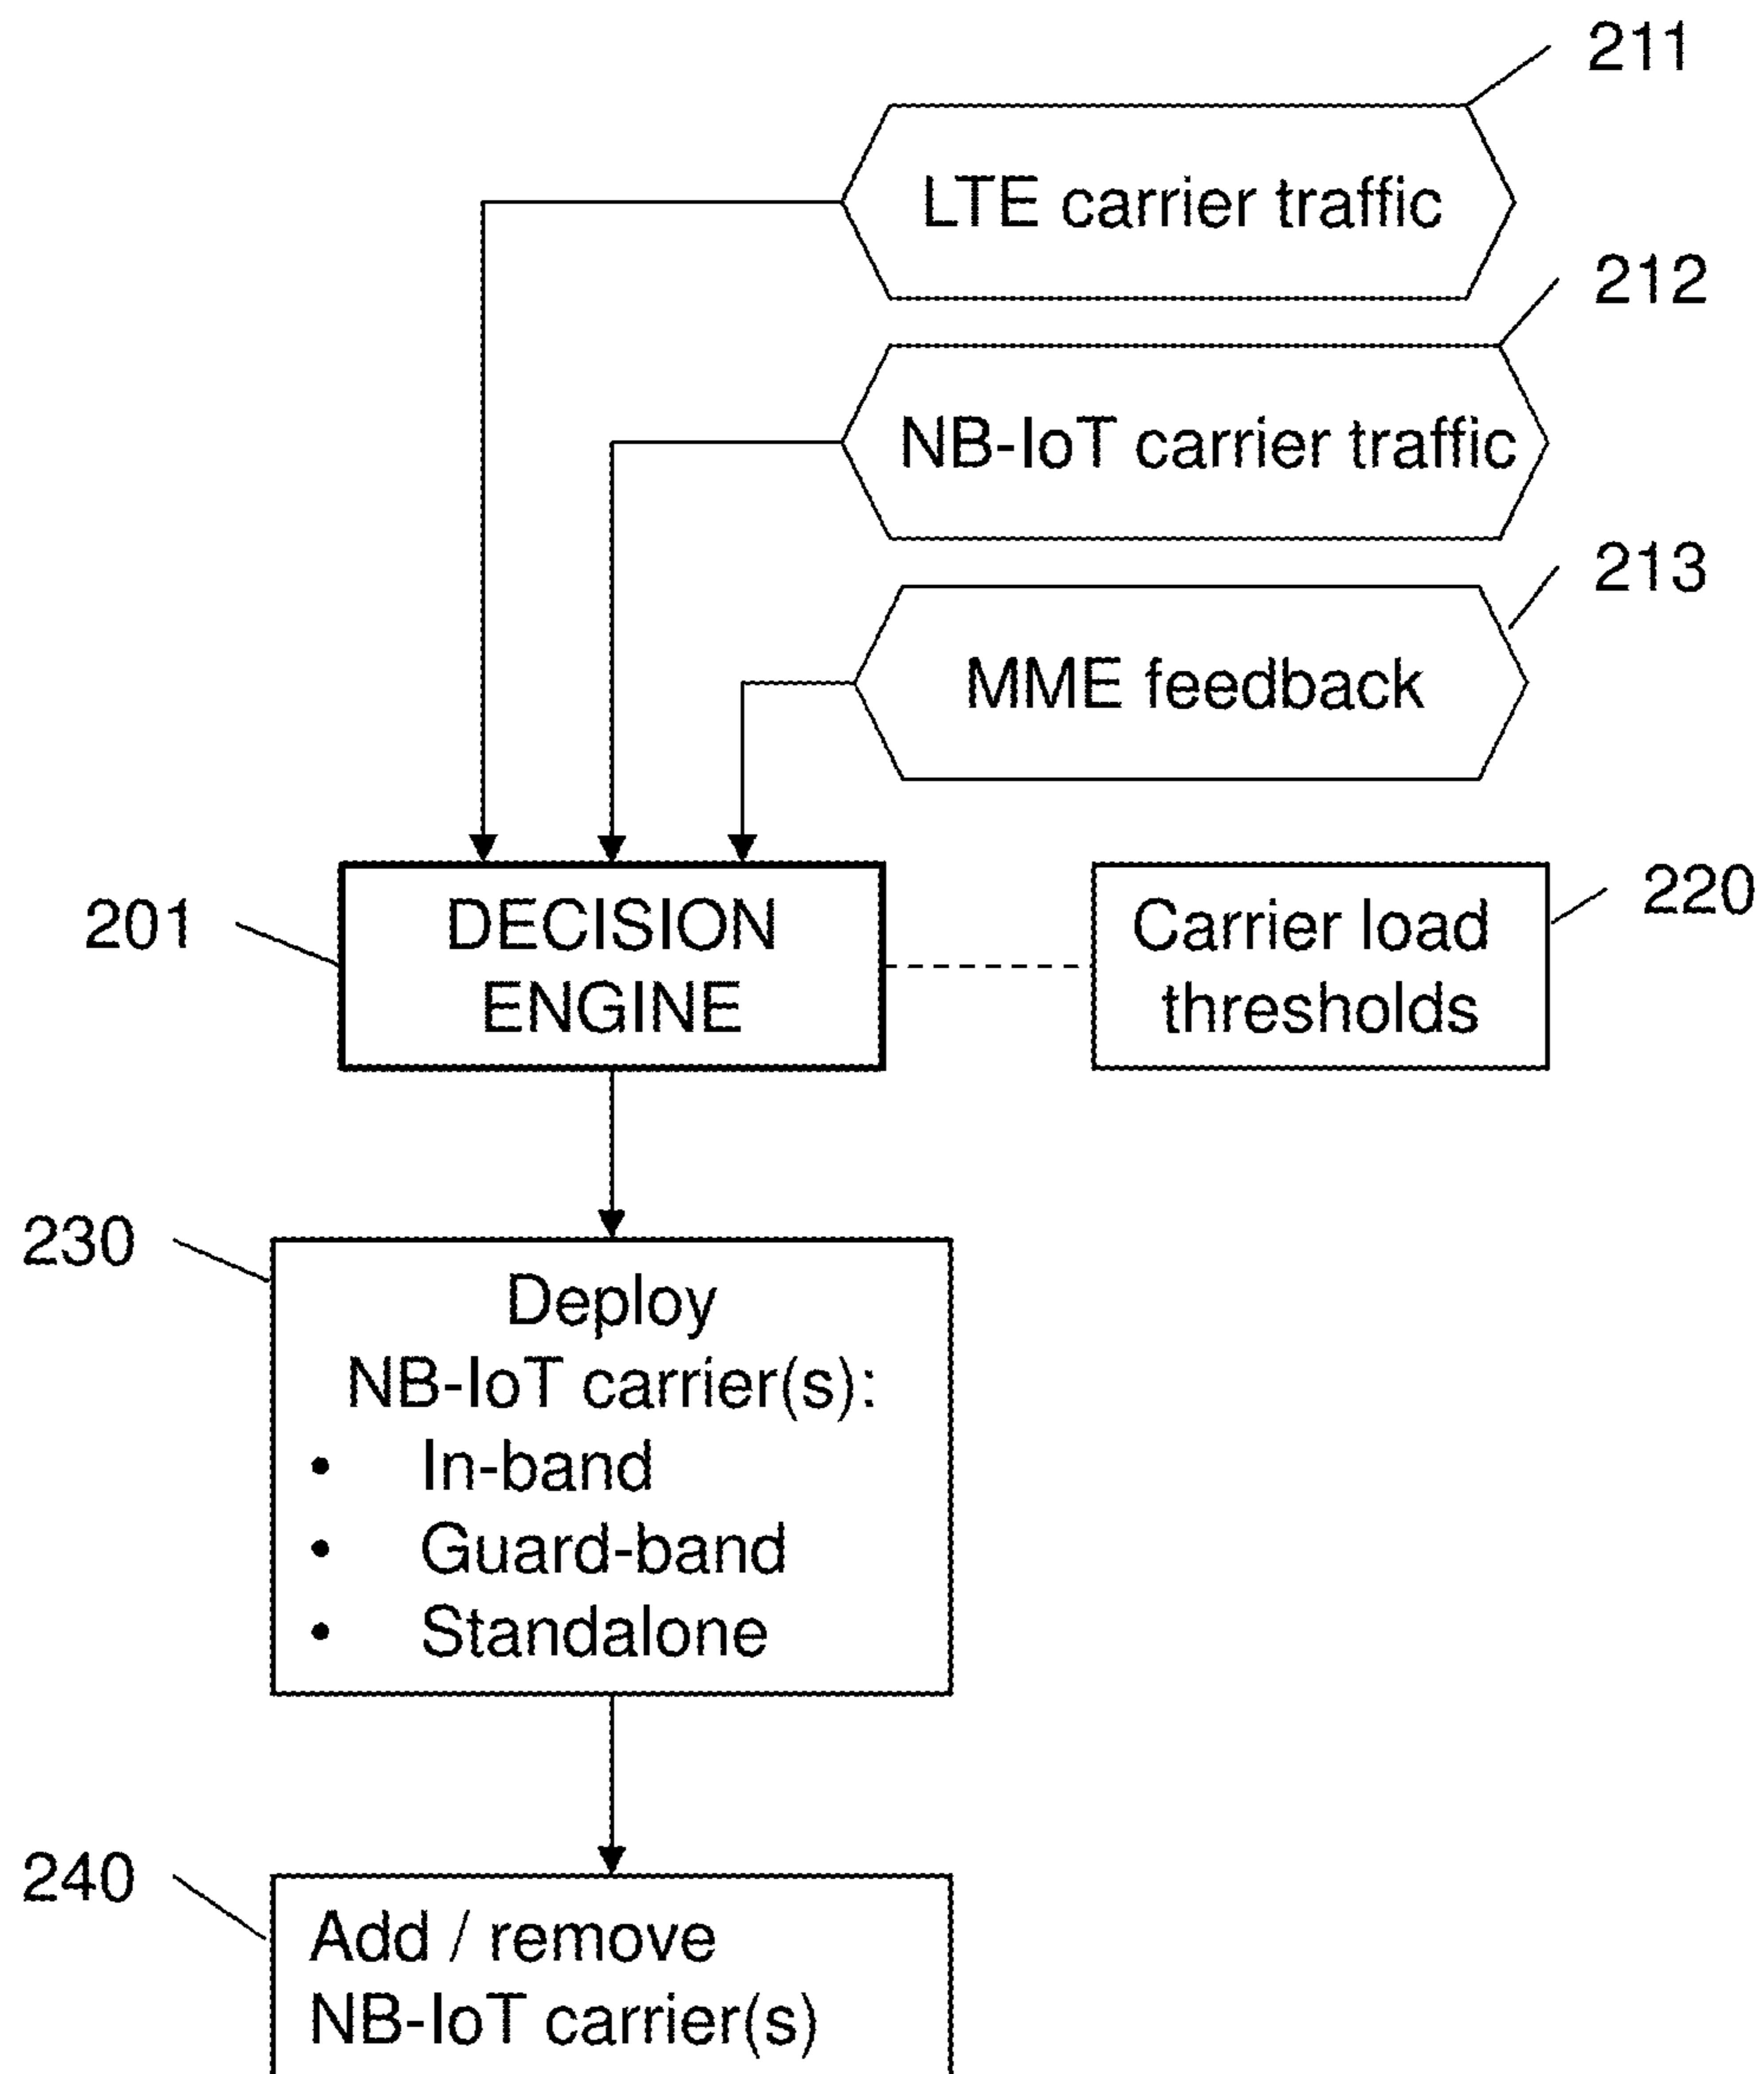 211
LTE carrier traffic
212
NB-IoT carrier traffic
213
MME feedback
201
DECISION
ENGINE
Carrier load
thresholds
220
230
Deploy
NB-IoT carrier(s):
• In-band
• Guard-band
• Standalone
240
Add / remove
NB-IoT carrier(s)